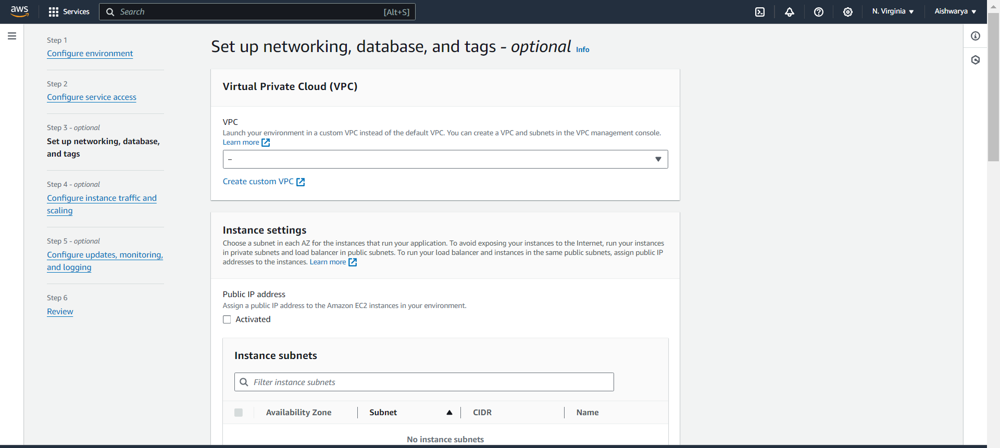 aws
Services
Search
[Alt+S]
N. Virginia
Aishwarya
Step 1
Configure environment
Step 2
Configure service access
Step 3 - optional
Set up networking, database,
and tags
Step 4 - optional
Configure instance traffic and
scaling
Step 5 - optional
Configure updates, monitoring,
and logging
Step 6
Review
Set up networking, database, and tags - optional Info
Virtual Private Cloud (VPC)
VPC
Launch your environment in a custom VPC instead of the default VPC. You can create a VPC and subnets in the VPC management console.
Learn more
–
Create custom VPC
Instance settings
Choose a subnet in each AZ for the instances that run your application. To avoid exposing your instances to the Internet, run your instances
in private subnets and load balancer in public subnets. To run your load balancer and instances in the same public subnets, assign public IP
addresses to the instances. Learn more
Public IP address
Assign a public IP address to the Amazon EC2 instances in your environment.
Activated
Instance subnets
Filter instance subnets
Availability Zone
Subnet
CIDR
Name
No instance subnets